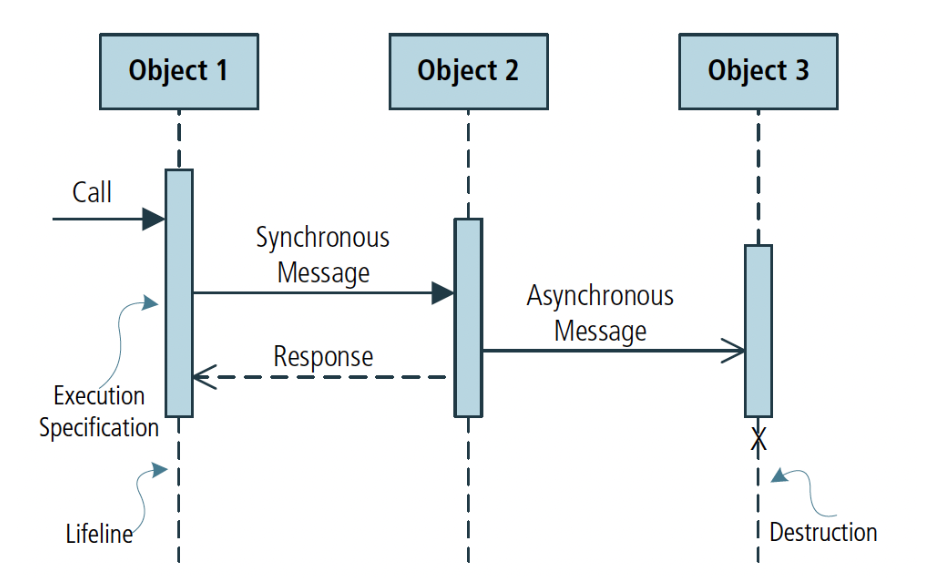 Object 1
Object 2
Object 3
Call
Synchronous
Message
Asynchronous
Message
Response
Execution
Specification
X
Lifeline
Destruction